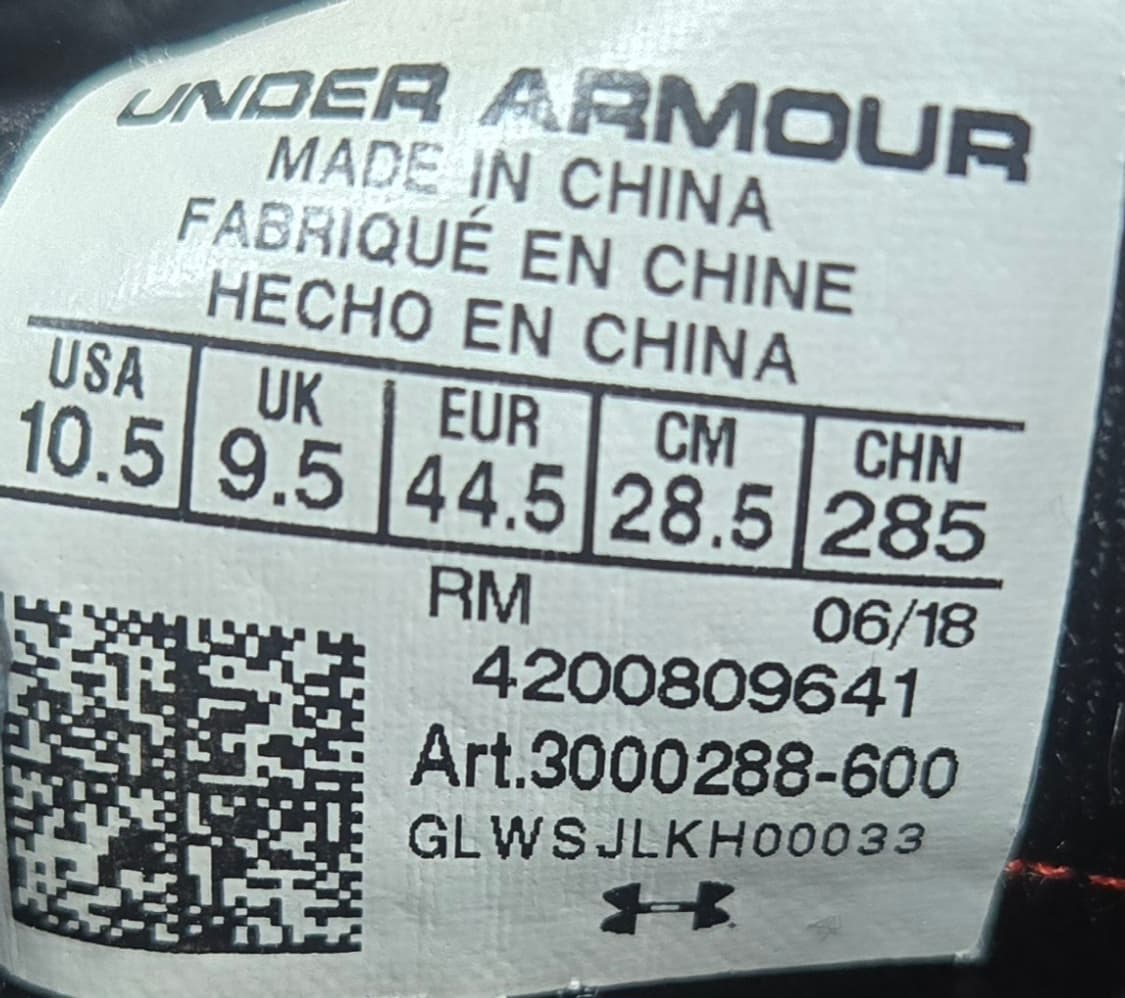 UNDER ARMOUR
MADE IN CHINA
FABRIQUÉ EN CHINE
HECHO EN CHINA
USA UK EUR CM CHN
10.5 9.5 44.5 28.5 285
RM 06/18
4200809641
Art.3000288-600
GLWSJLKH00033